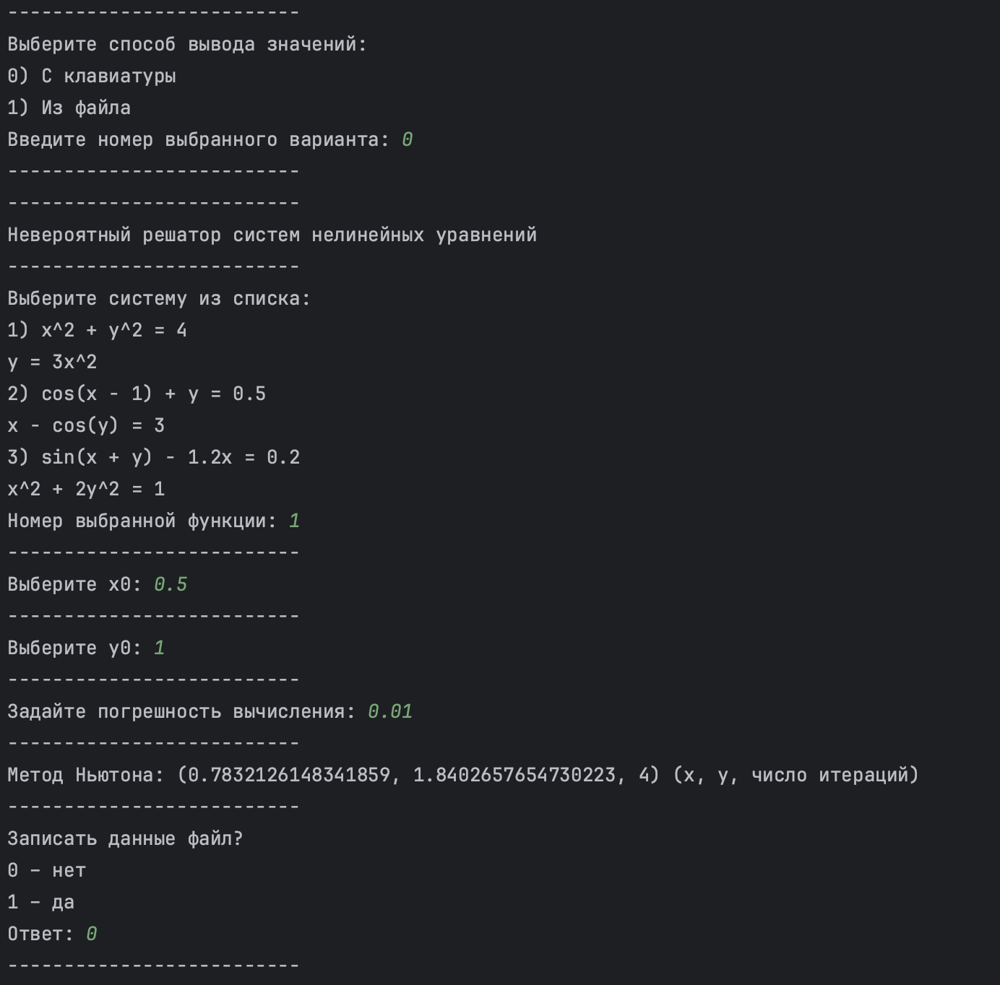 --------------------------
Выберите способ вывода значений:
0) С клавиатуры
1) Из файла
Введите номер выбранного варианта: 0
--------------------------
--------------------------
Невероятный решатор систем нелинейных уравнений
--------------------------
Выберите систему из списка:
1) x^2 + y^2 = 4
y = 3x^2
2) cos(x - 1) + y = 0.5
x - cos(y) = 3
3) sin(x + y) - 1.2x = 0.2
x^2 + 2y^2 = 1
Номер выбранной функции: 1
--------------------------
Выберите x0: 0.5
--------------------------
Выберите y0: 1
--------------------------
Задайте погрешность вычисления: 0.01
--------------------------
Метод Ньютона: (0.7832126148341859, 1.8402657654730223, 4) (x, y, число итераций)
--------------------------
Записать данные файл?
0 – нет
1 – да
Ответ: 0
--------------------------